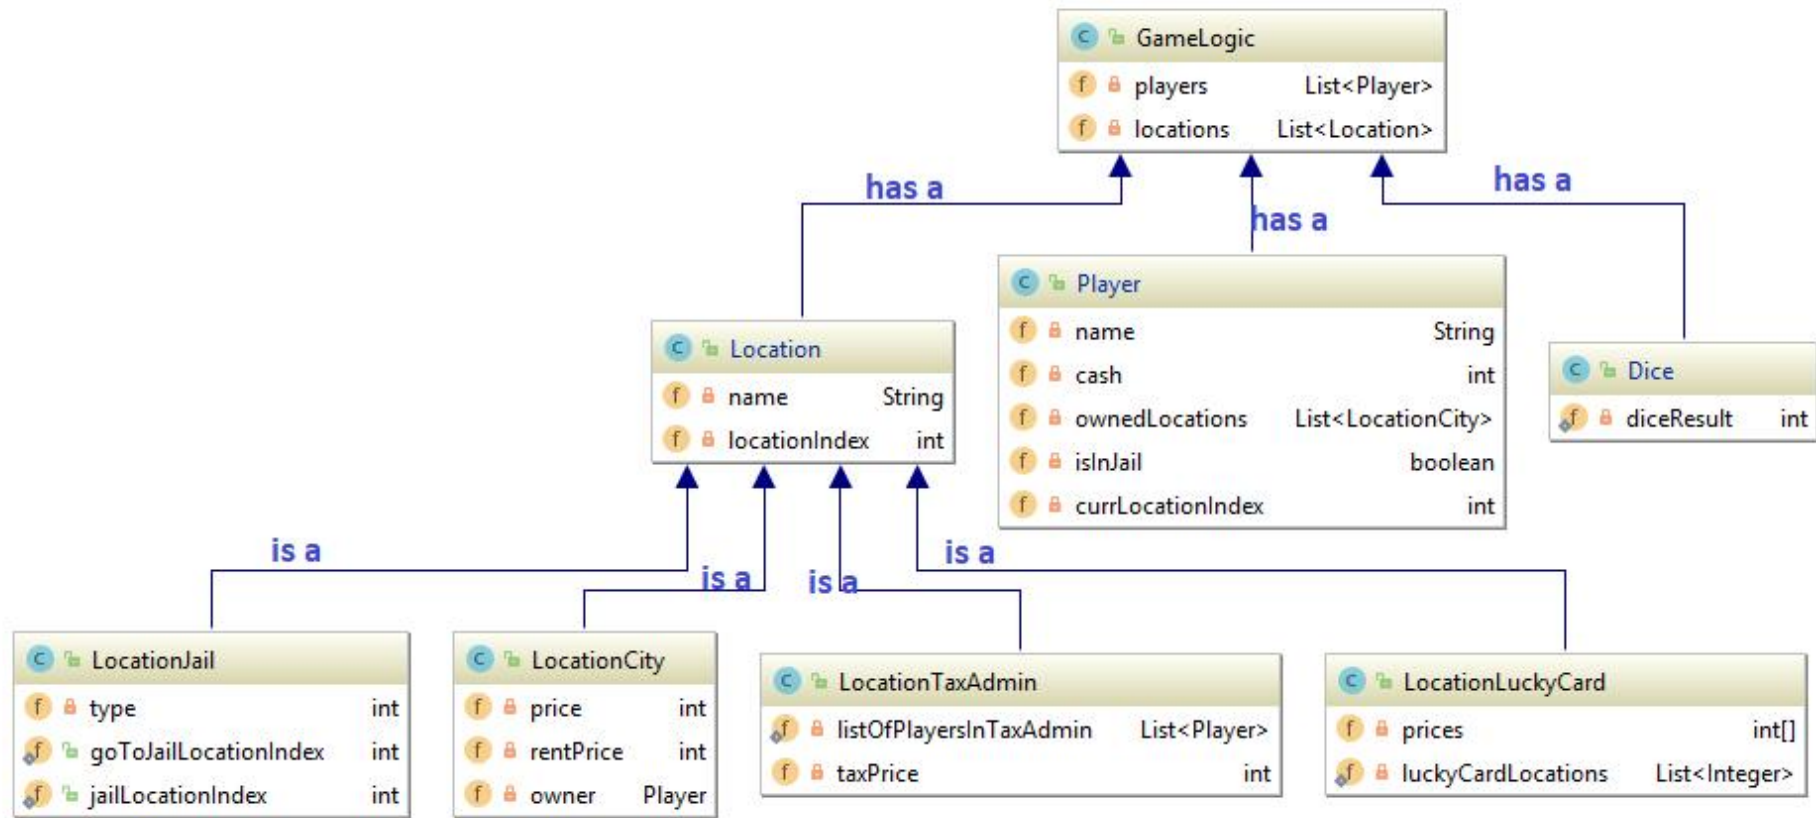 GameLogic
players List<Player>
locations List<Location>
has a
has a
has a
Player
name String
cash int
ownedLocations List<LocationCity>
isInJail boolean
currLocationIndex int
Location
name String
locationIndex int
Dice
diceResult int
is a
is a
is a
is a
LocationJail
type int
goToJailLocationIndex int
jailLocationIndex int
LocationCity
price int
rentPrice int
owner Player
LocationTaxAdmin
listOfPlayersInTaxAdmin List<Player>
taxPrice int
LocationLuckyCard
prices int[]
luckyCardLocations List<Integer>